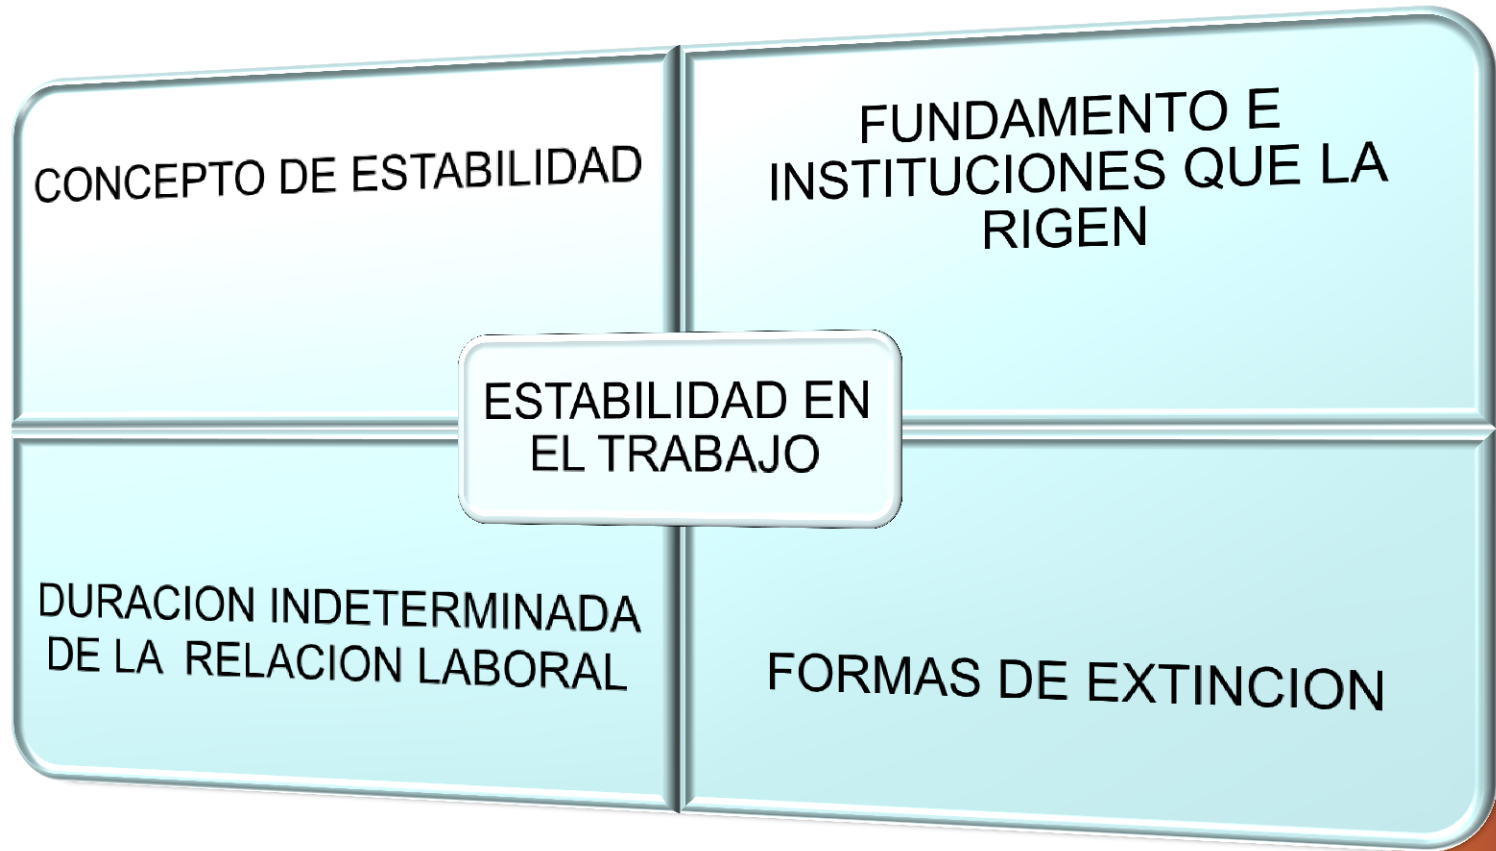 CONCEPTO DE ESTABILIDAD
FUNDAMENTO E
INSTITUCIONES QUE LA
RIGEN
ESTABILIDAD EN
EL TRABAJO
DURACION INDETERMINADA
DE LA RELACION LABORAL
FORMAS DE EXTINCION